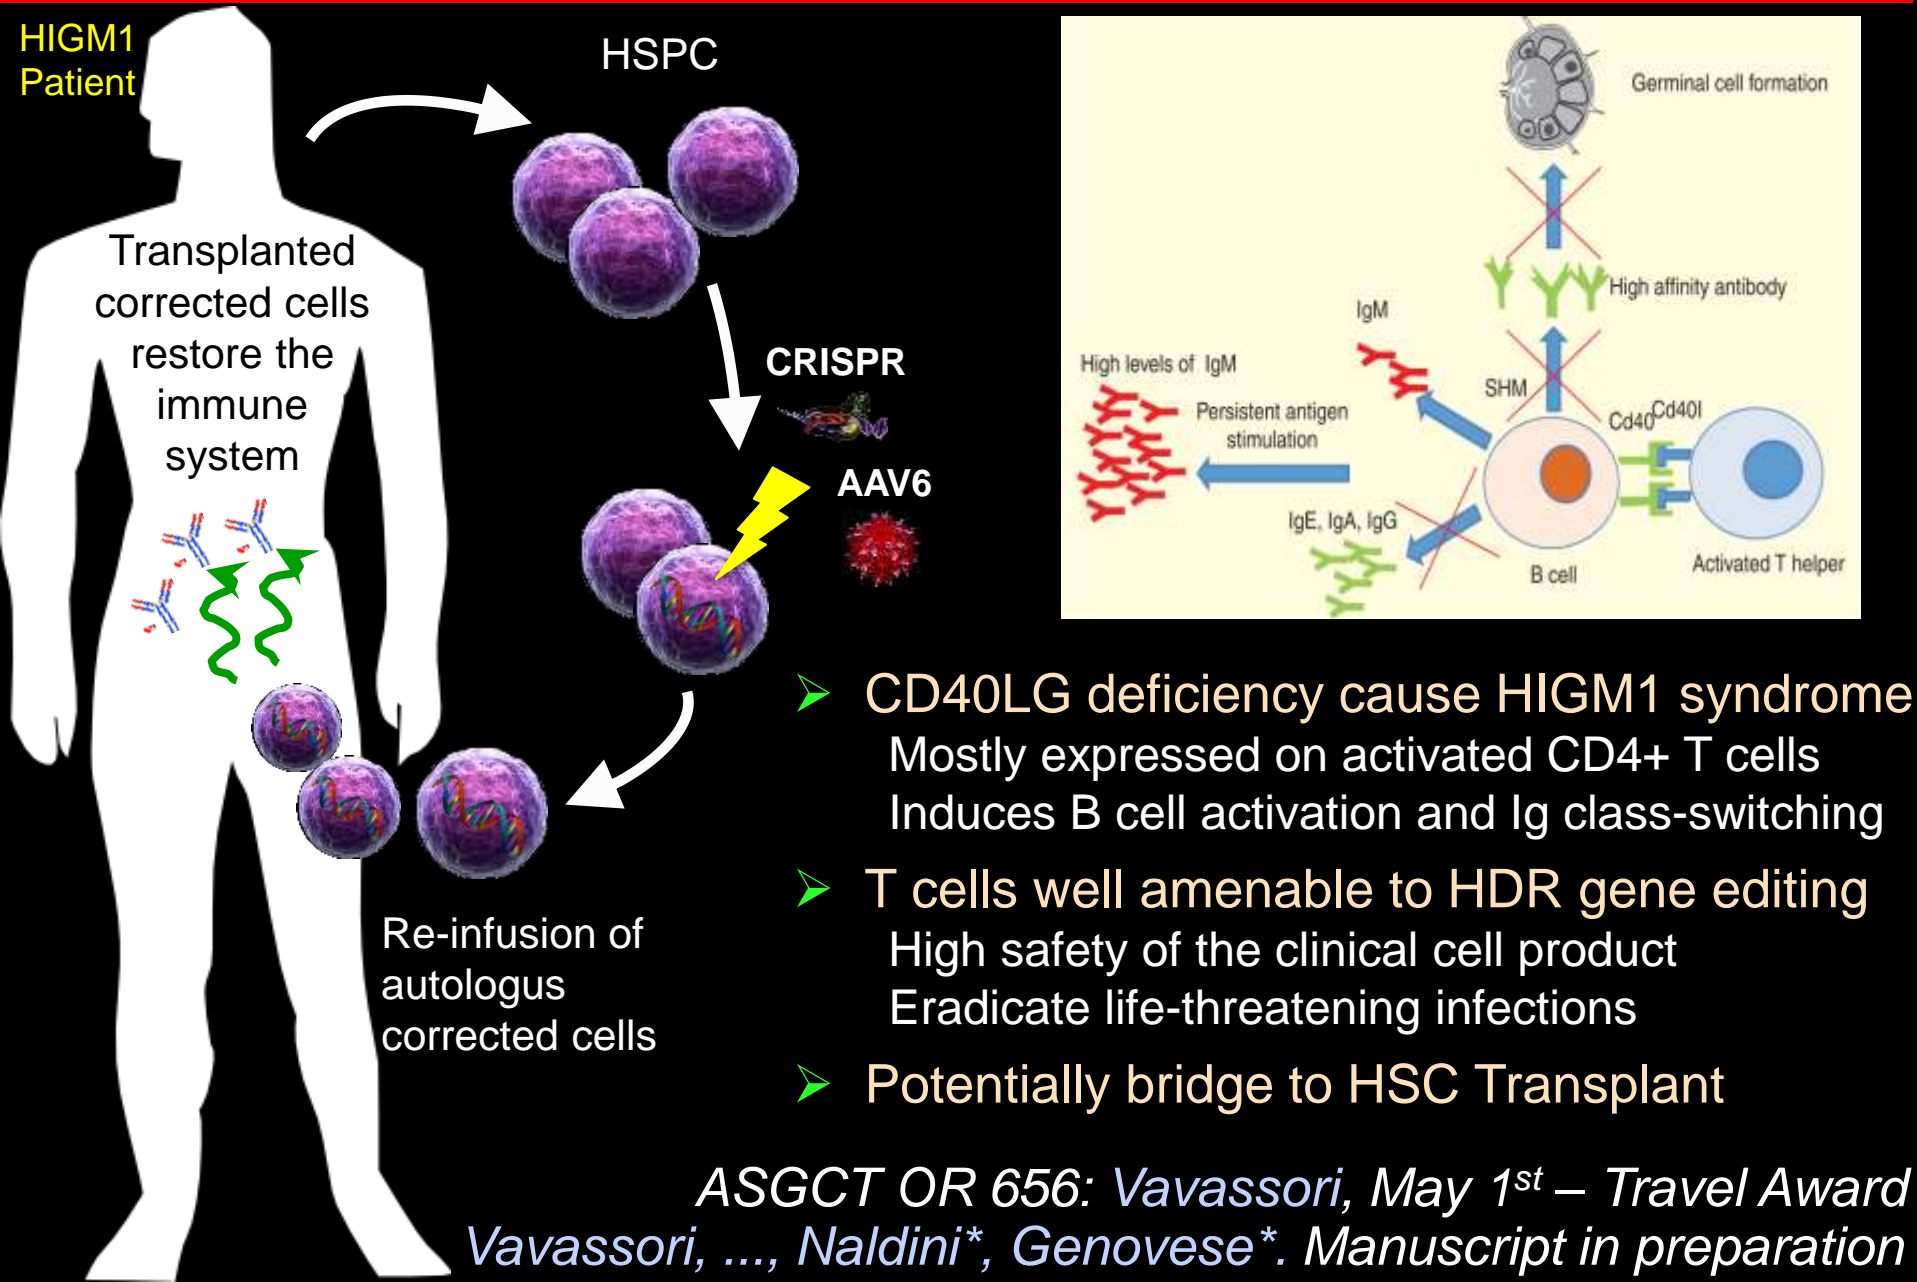 HIGM1
Patient
HSPC
Transplanted
corrected cells
restore the
immune
system
CRISPR
AAV6
Re-infusion of
autologus
corrected cells
Germinal cell formation
High affinity antibody
IgM
High levels of IgM
SHM
Persistent antigen
stimulation
Cd40
Cd40l
IgE, IgA, IgG
B cell
Activated T helper
➢ CD40LG deficiency cause HIGM1 syndrome
Mostly expressed on activated CD4+ T cells
Induces B cell activation and Ig class-switching
➢ T cells well amenable to HDR gene editing
High safety of the clinical cell product
Eradicate life-threatening infections
➢ Potentially bridge to HSC Transplant
ASGCT OR 656: Vavassori, May 1st – Travel Award
Vavassori, ..., Naldini*, Genovese*. Manuscript in preparation